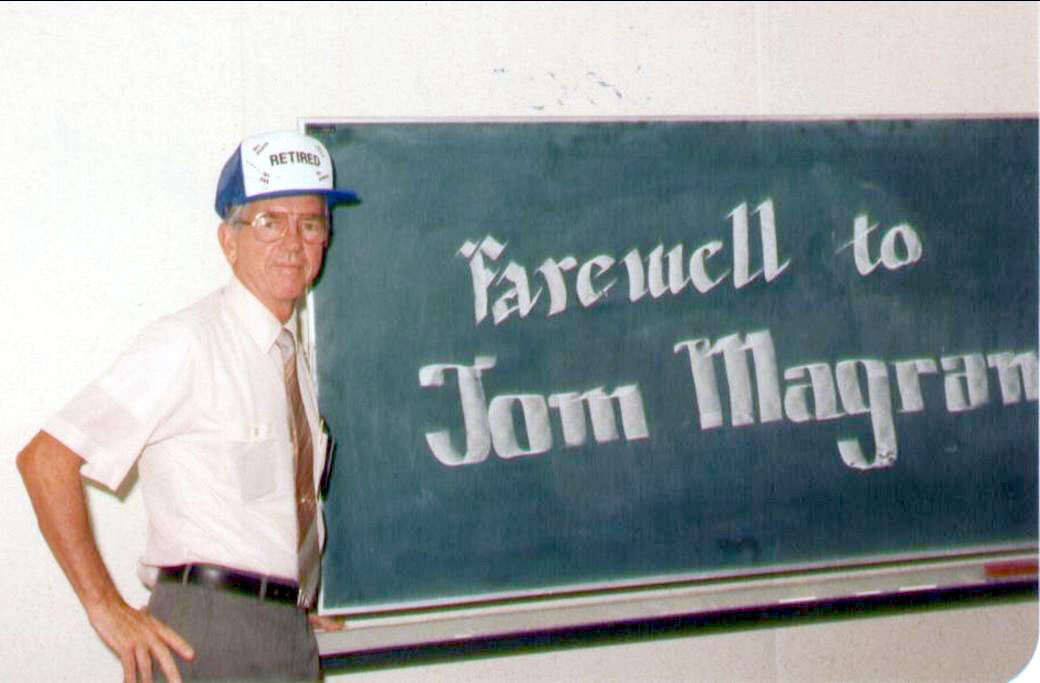 RETIRED
Farewell to
Tom Magran